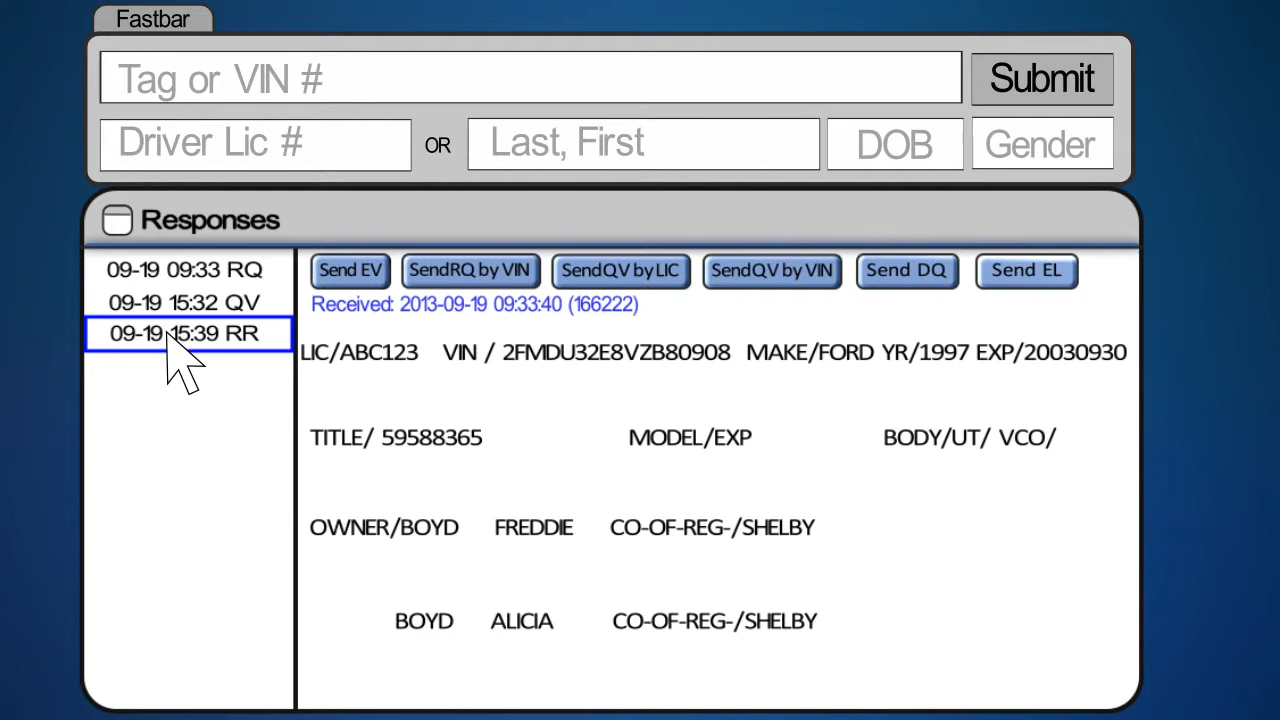 Fastbar
Tag or VIN # Submit
Driver Lic # OR Last, First DOB Gender
Responses
09-19 09:33 RQ
09-19 15:32 QV
09-19 15:39 RR
Send EV SendRQ by VIN SendQV by LIC SendQV by VIN Send DQ Send EL
Received: 2013-09-19 09:33:40 (166222)
LIC/ABC123 VIN / 2FMDU32E8VZB80908 MAKE/FORD YR/1997 EXP/20030930
TITLE/ 59588365 MODEL/EXP BODY/UT/ VCO/
OWNER/BOYD FREDDIE CO-OF-REG-/SHELBY
BOYD ALICIA CO-OF-REG-/SHELBY